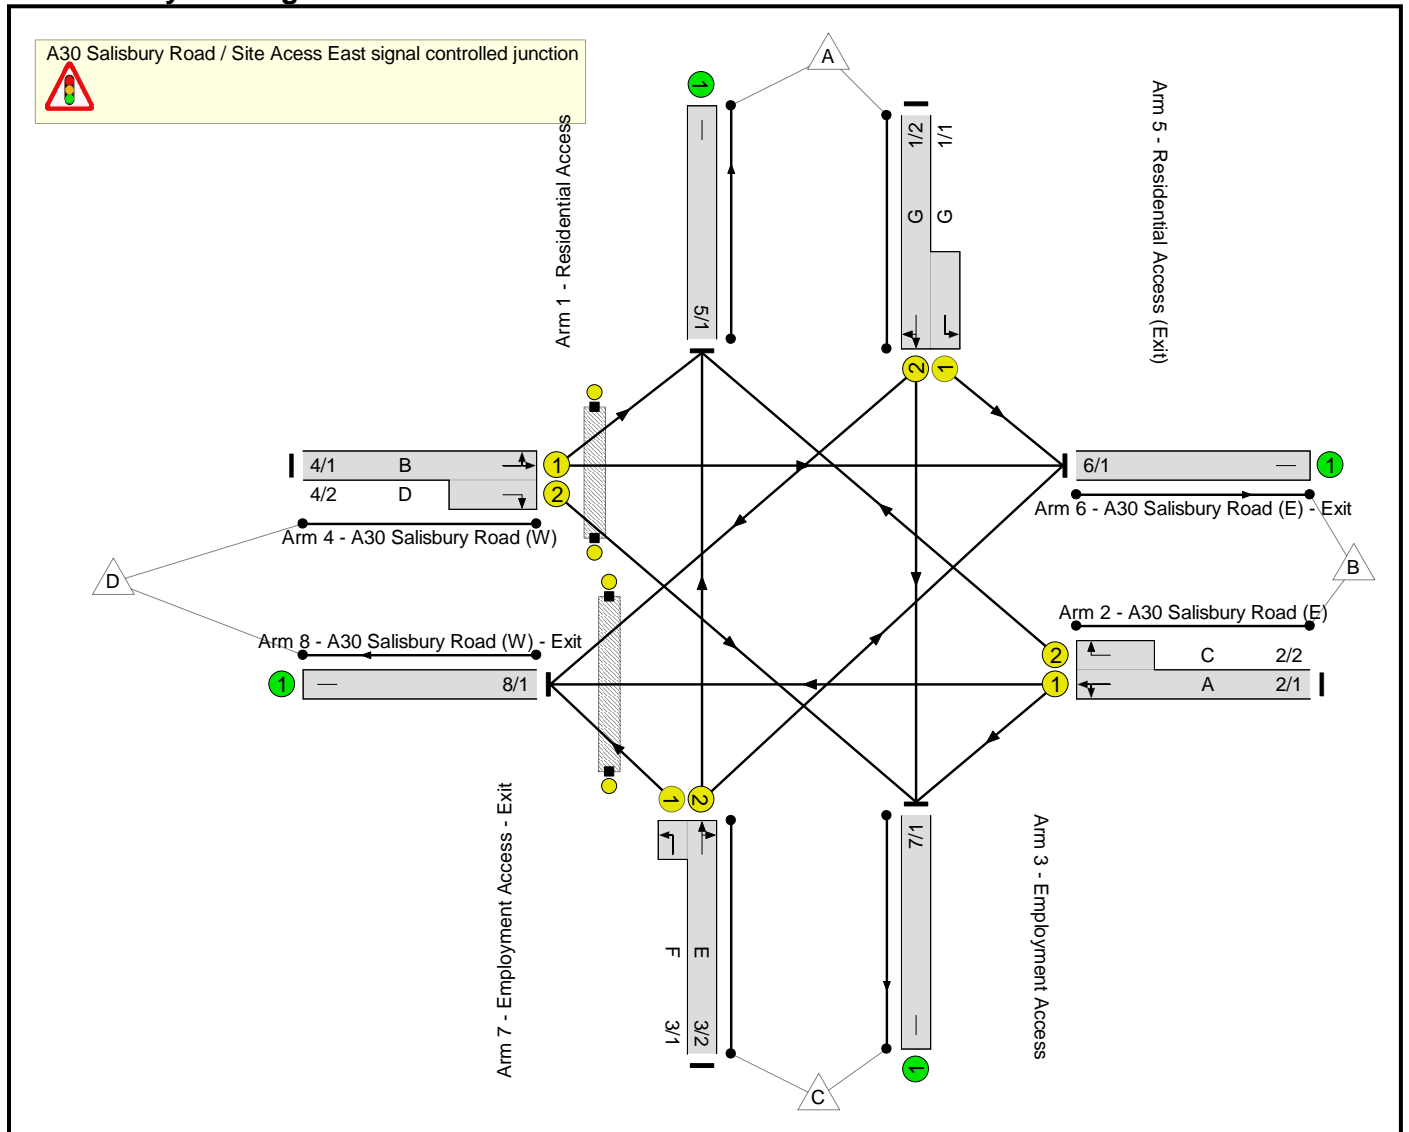 A30 Salisbury Road / Site Acess East signal controlled junction
A
1
Arm 1 - Residential Access
5/1
1/2
1/1
G
G
Arm 5 - Residential Access (Exit)
2
1
4/1 B
4/2 D
1
2
Arm 4 - A30 Salisbury Road (W)
6/1
1
Arm 6 - A30 Salisbury Road (E) - Exit
D
B
Arm 2 - A30 Salisbury Road (E)
Arm 8 - A30 Salisbury Road (W) - Exit
1
8/1
2
1
C 2/2
A 2/1
1
2
Arm 7 - Employment Access - Exit
F
E
3/1
3/2
7/1
Arm 3 - Employment Access
1
C